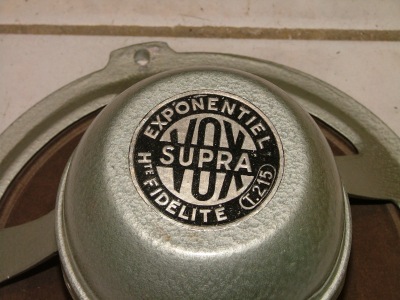 EXPONENTIEL
VOX
SUPRA
VOX
Hte FIDÉLITÉ
T.215